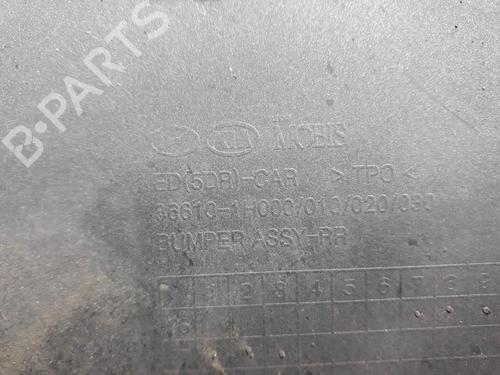 B-PARTS
KIA MOBIS
ED(5DR)-CAR >TPO<
86610-1H000/010/020/030
BUMPER ASSY-RR
1 2 3 4 5 6 7 8 9